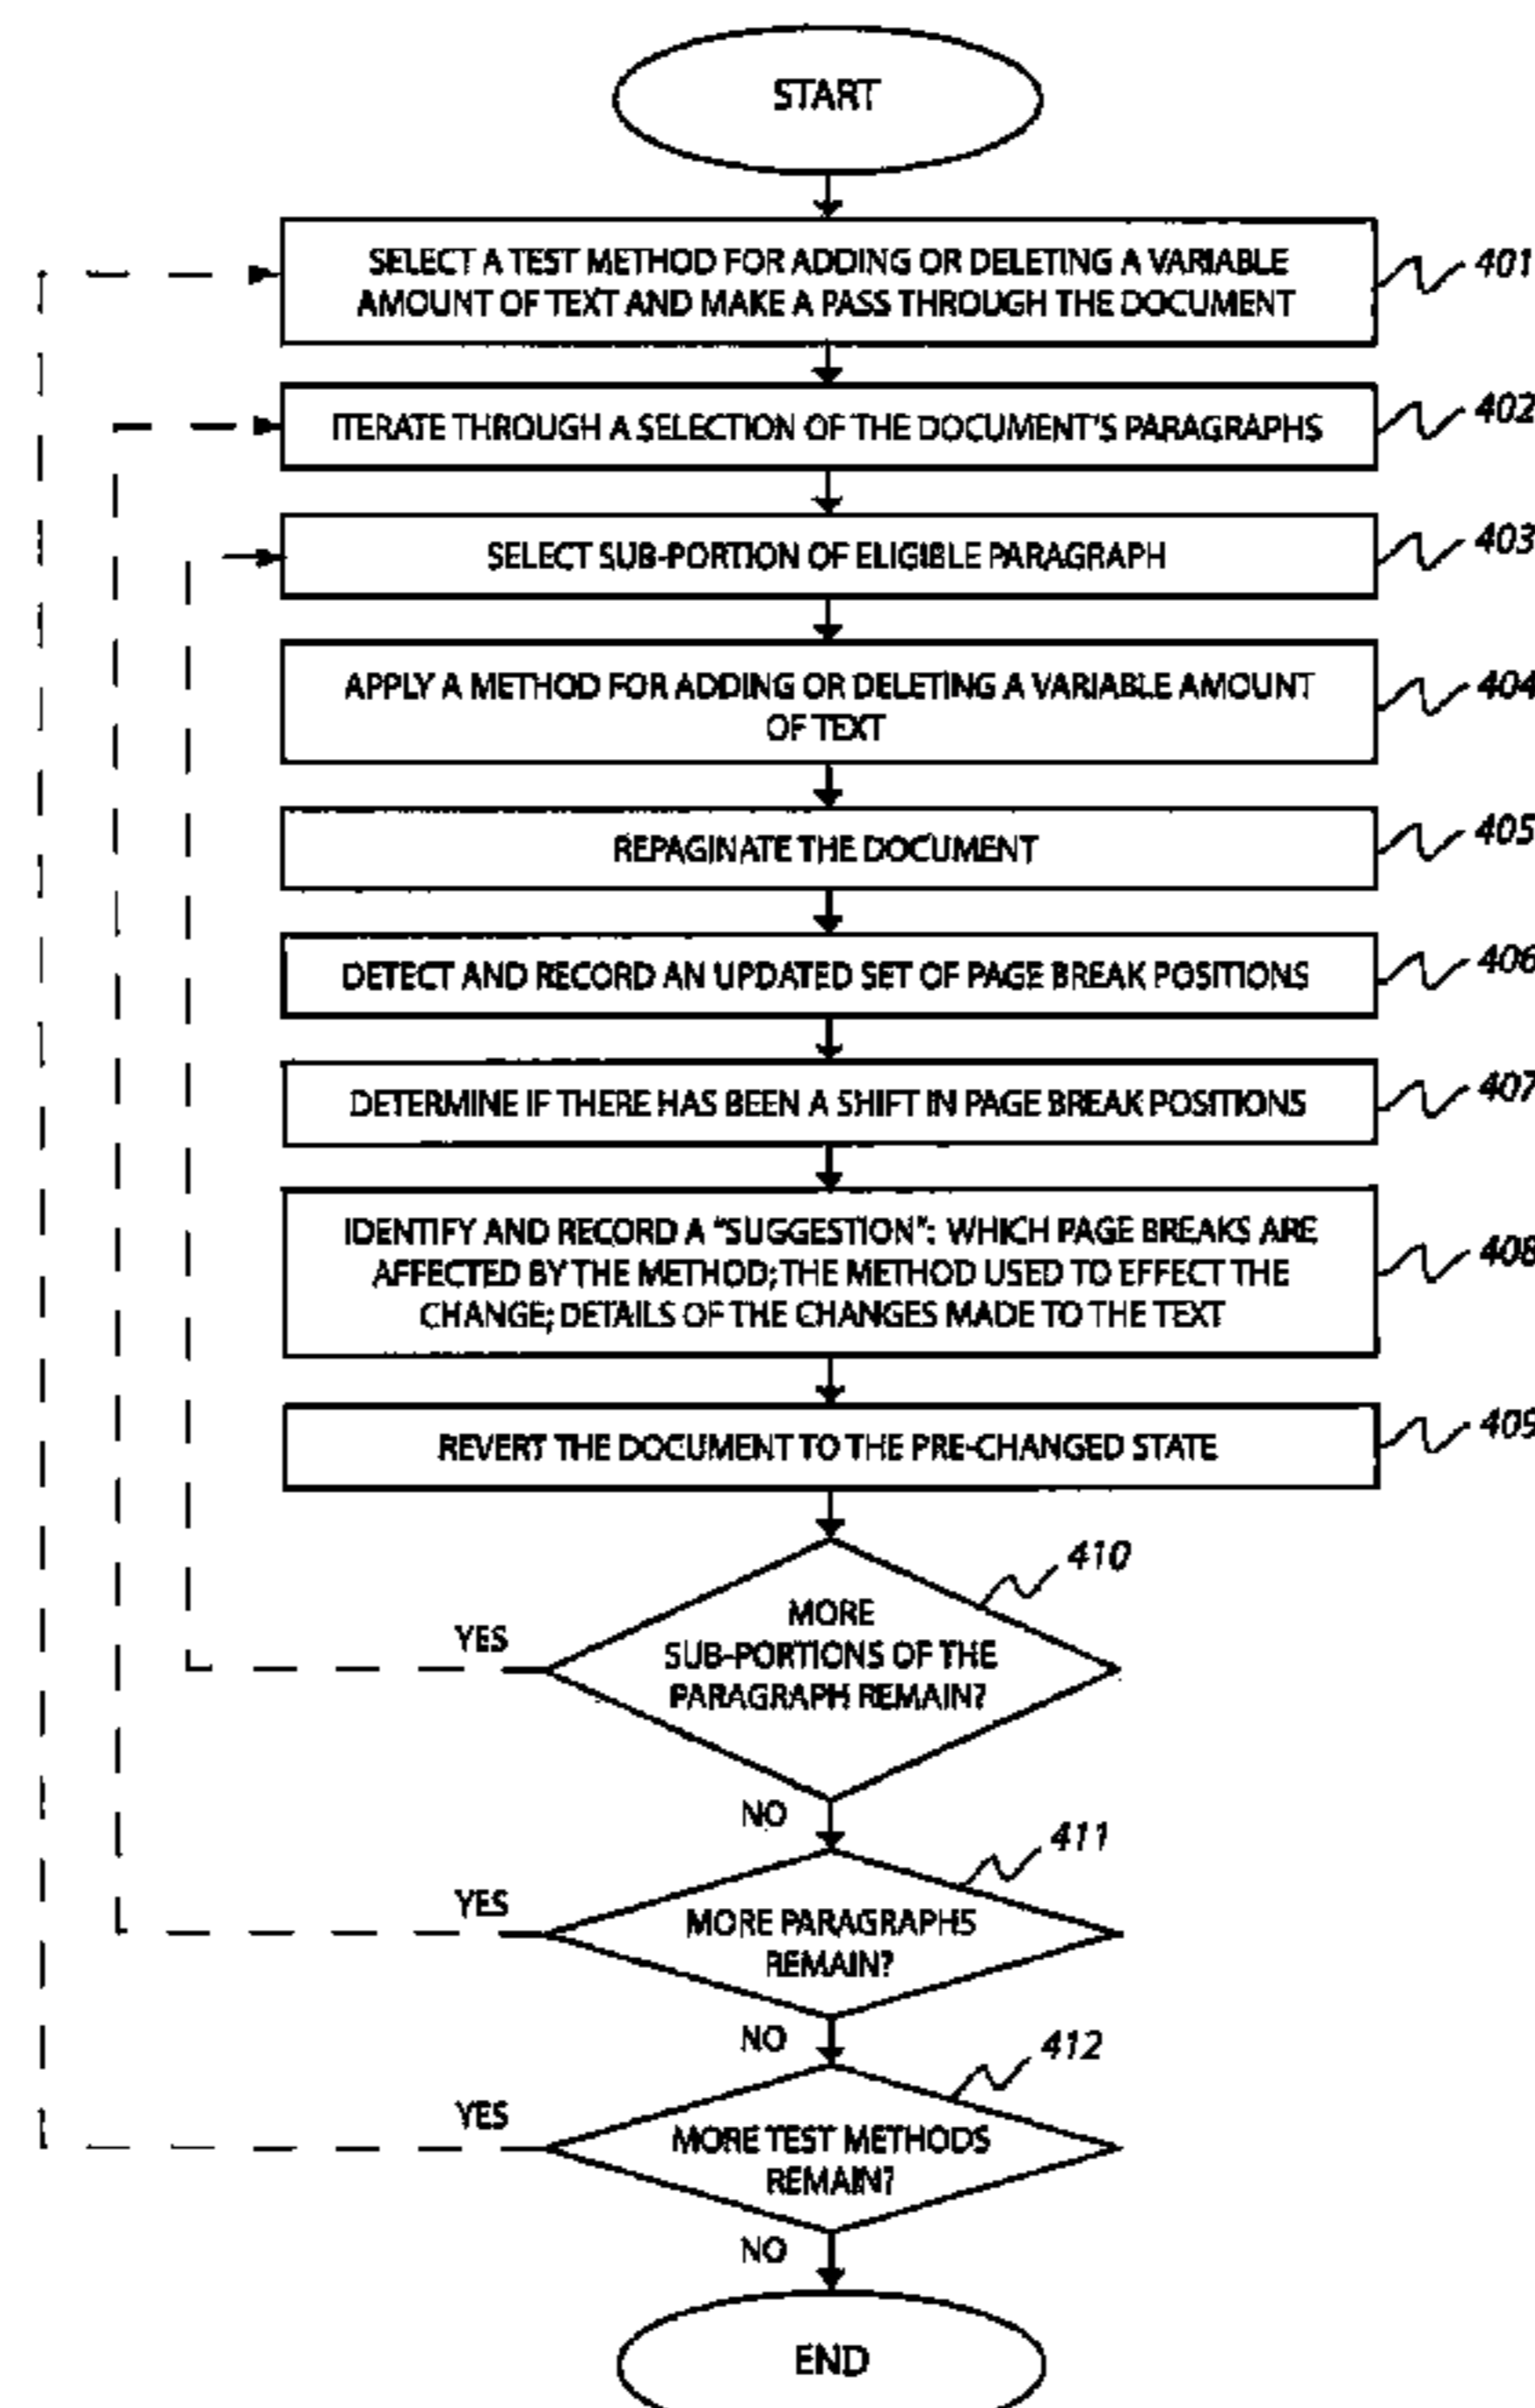 START
SELECT A TEST METHOD FOR ADDING OR DELETING A VARIABLE
AMOUNT OF TEXT AND MAKE A PASS THROUGH THE DOCUMENT
401
ITERATE THROUGH A SELECTION OF THE DOCUMENT'S PARAGRAPHS
402
SELECT SUB-PORTION OF ELIGIBLE PARAGRAPH
403
APPLY A METHOD FOR ADDING OR DELETING A VARIABLE AMOUNT
OF TEXT
404
REPAGINATE THE DOCUMENT
405
DETECT AND RECORD AN UPDATED SET OF PAGE BREAK POSITIONS
406
DETERMINE IF THERE HAS BEEN A SHIFT IN PAGE BREAK POSITIONS
407
IDENTIFY AND RECORD A "SUGGESTION": WHICH PAGE BREAKS ARE
AFFECTED BY THE METHOD; THE METHOD USED TO EFFECT THE
CHANGE; DETAILS OF THE CHANGES MADE TO THE TEXT
408
REVERT THE DOCUMENT TO THE PRE-CHANGED STATE
409
410
MORE
SUB-PORTIONS OF THE
PARAGRAPH REMAIN?
YES
NO
411
MORE PARAGRAPHS
REMAIN?
YES
NO
412
MORE TEST METHODS
REMAIN?
YES
NO
END